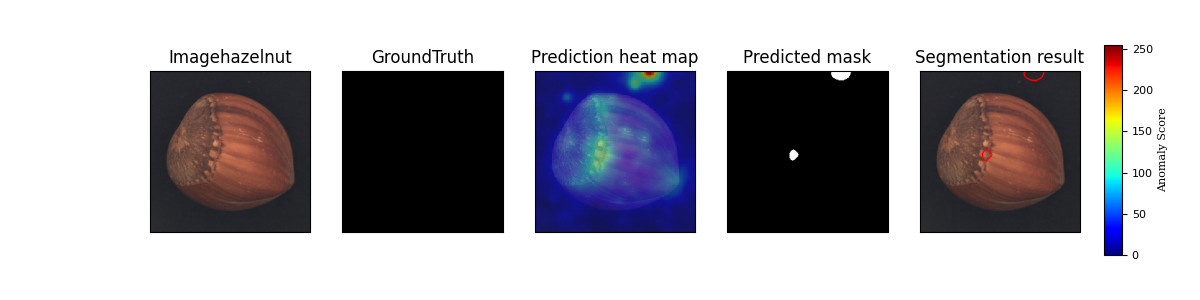 Imagehazelnut
GroundTruth
Prediction heat map
Predicted mask
Segmentation result
250
200
150
100
50
0
Anomaly Score